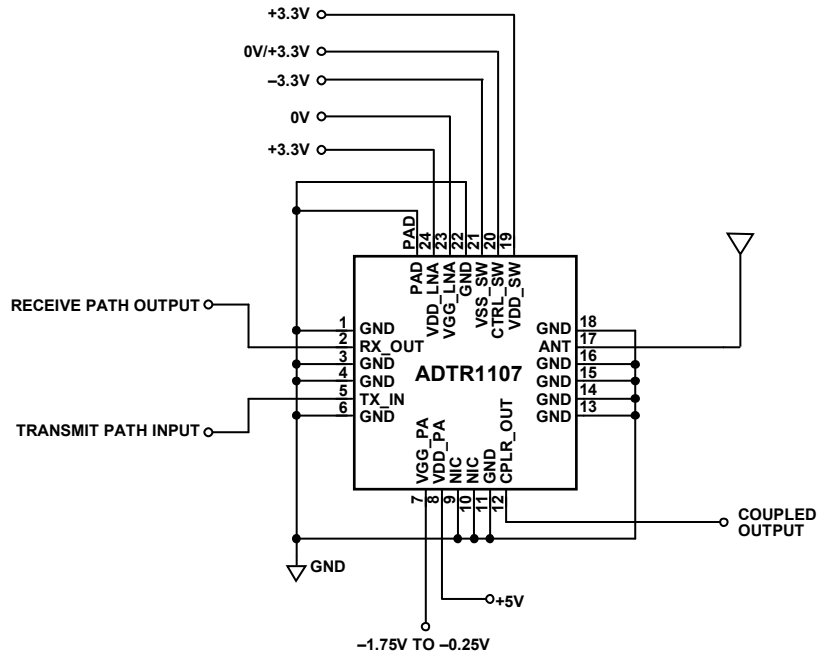 +3.3V
0V/+3.3V
–3.3V
0V
+3.3V
PAD
24
23
22
21
20
19
PAD
VDD_LNA
VGG_LNA
GND
VSS_SW
CTRL_SW
VDD_SW
RECEIVE PATH OUTPUT
TRANSMIT PATH INPUT
1 GND
2 RX_OUT
3 GND
4 GND
5 TX_IN
6 GND
ADTR1107
GND 18
ANT 17
GND 16
GND 15
GND 14
GND 13
VGG_PA
VDD_PA
NIC
NIC
GND
CPLR_OUT
7
8
9
10
11
12
COUPLED
OUTPUT
GND
+5V
–1.75V TO –0.25V